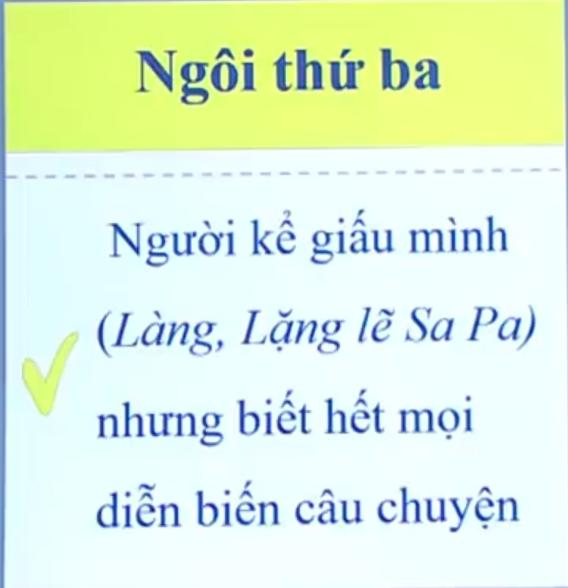 Ngôi thứ ba
Người kể giấu mình
(Làng, Lặng lẽ Sa Pa)
nhưng biết hết mọi
diễn biến câu chuyện